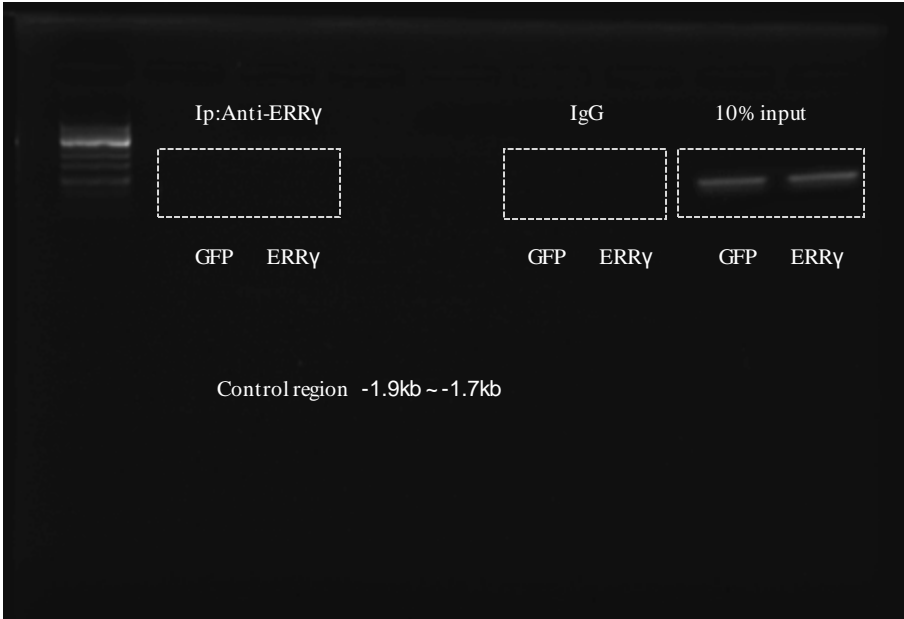 Ip:Anti-ERRγ IgG 10% input
GFP ERRγ GFP ERRγ GFP ERRγ
Control region -1.9kb ~ -1.7kb